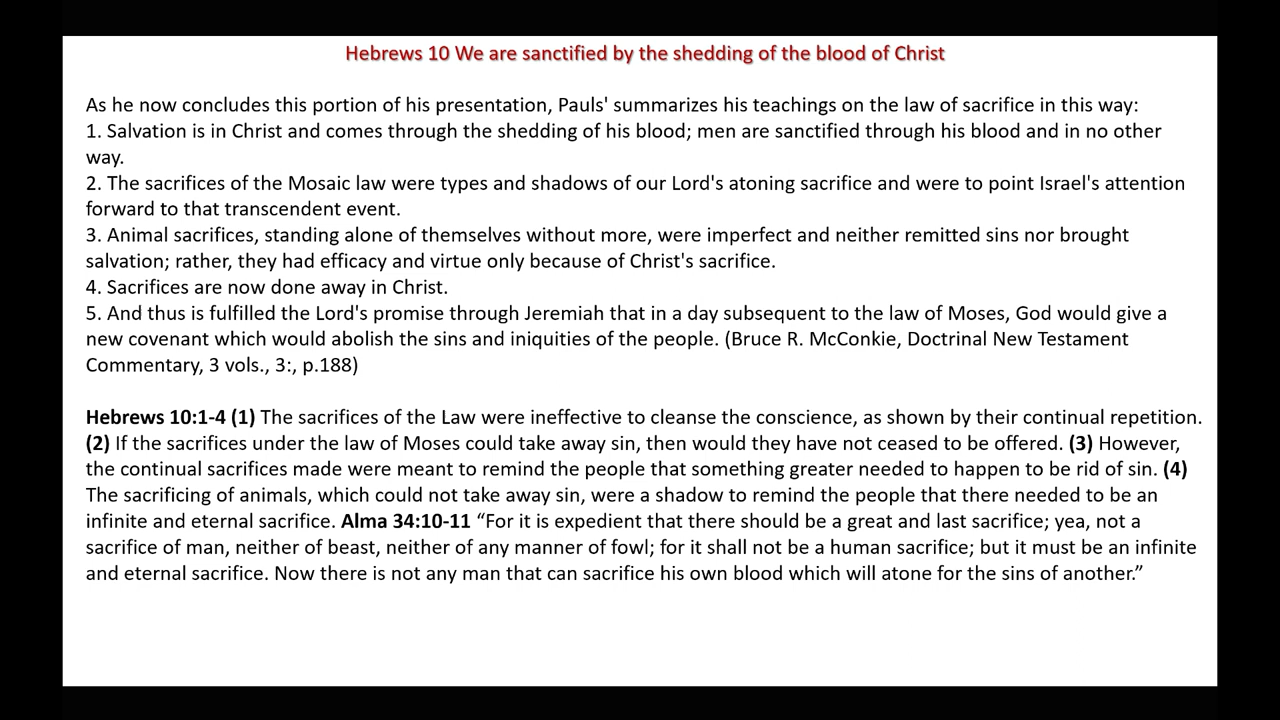 Hebrews 10 We are sanctified by the shedding of the blood of Christ
As he now concludes this portion of his presentation, Pauls' summarizes his teachings on the law of sacrifice in this way:
1. Salvation is in Christ and comes through the shedding of his blood; men are sanctified through his blood and in no other
way.
2. The sacrifices of the Mosaic law were types and shadows of our Lord's atoning sacrifice and were to point Israel's attention
forward to that transcendent event.
3. Animal sacrifices, standing alone of themselves without more, were imperfect and neither remitted sins nor brought
salvation; rather, they had efficacy and virtue only because of Christ's sacrifice.
4. Sacrifices are now done away in Christ.
5. And thus is fulfilled the Lord's promise through Jeremiah that in a day subsequent to the law of Moses, God would give a
new covenant which would abolish the sins and iniquities of the people. (Bruce R. McConkie, Doctrinal New Testament
Commentary, 3 vols., 3:, p.188)
Hebrews 10:1-4 (1) The sacrifices of the Law were ineffective to cleanse the conscience, as shown by their continual repetition.
(2) If the sacrifices under the law of Moses could take away sin, then would they have not ceased to be offered. (3) However,
the continual sacrifices made were meant to remind the people that something greater needed to happen to be rid of sin. (4)
The sacrificing of animals, which could not take away sin, were a shadow to remind the people that there needed to be an
infinite and eternal sacrifice. Alma 34:10-11 “For it is expedient that there should be a great and last sacrifice; yea, not a
sacrifice of man, neither of beast, neither of any manner of fowl; for it shall not be a human sacrifice; but it must be an infinite
and eternal sacrifice. Now there is not any man that can sacrifice his own blood which will atone for the sins of another.”